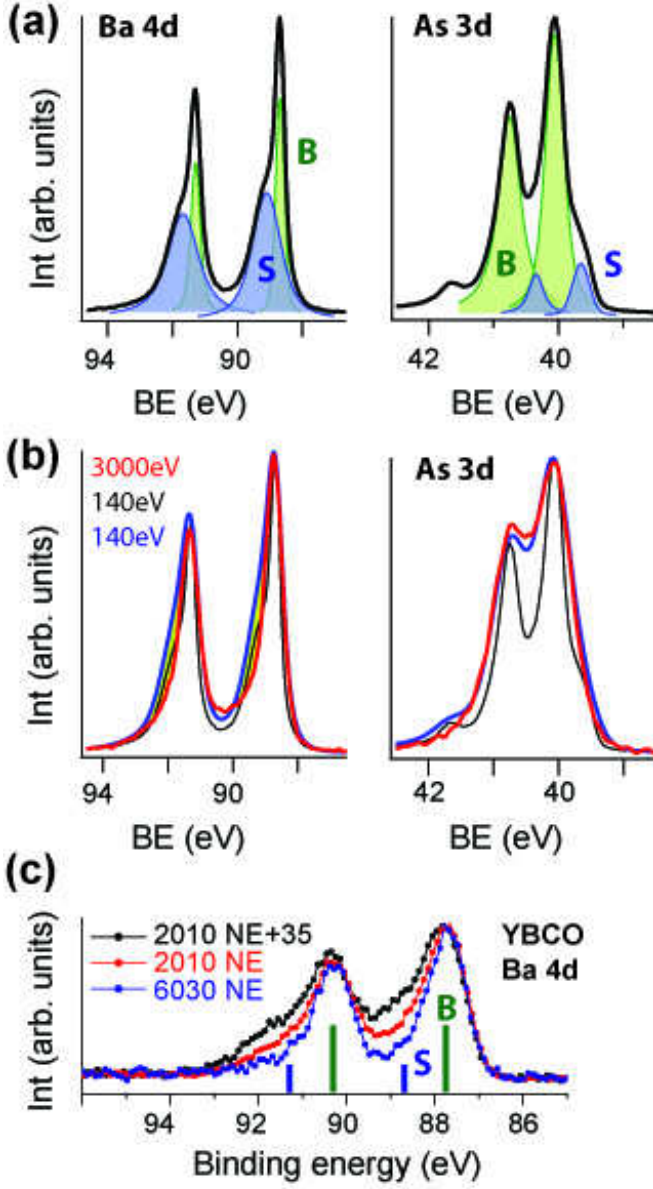 (a)
Ba 4d
As 3d
Int (arb. units)
B
S
B
S
94
90
42
40
BE (eV)
BE (eV)
(b)
3000eV
140eV
140eV
As 3d
Int (arb. units)
94
90
42
40
BE (eV)
BE (eV)
(c)
2010 NE+35
2010 NE
6030 NE
YBCO
Ba 4d
Int (arb. units)
B
S
94
92
90
88
86
Binding energy (eV)